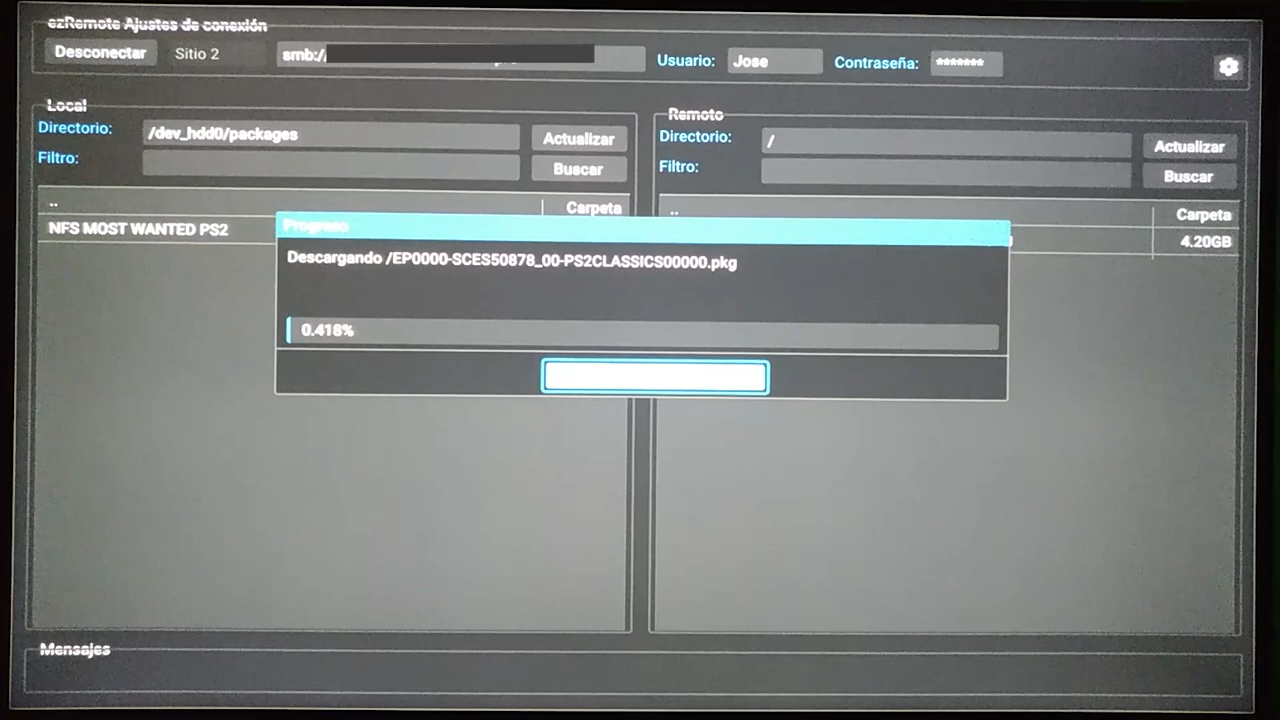 ezRemote Ajustes de conexión
Desconectar Sitio 2 smb:// Usuario: Jose Contraseña: *******
Local
Directorio: /dev_hdd0/packages Actualizar
Filtro: Buscar
.. Carpeta
NFS MOST WANTED PS2
Remoto
Directorio: / Actualizar
Filtro: Buscar
.. Carpeta
4.20GB
Progreso
Descargando /EP0000-SCES50878_00-PS2CLASSICS00000.pkg
0.418%
Mensajes